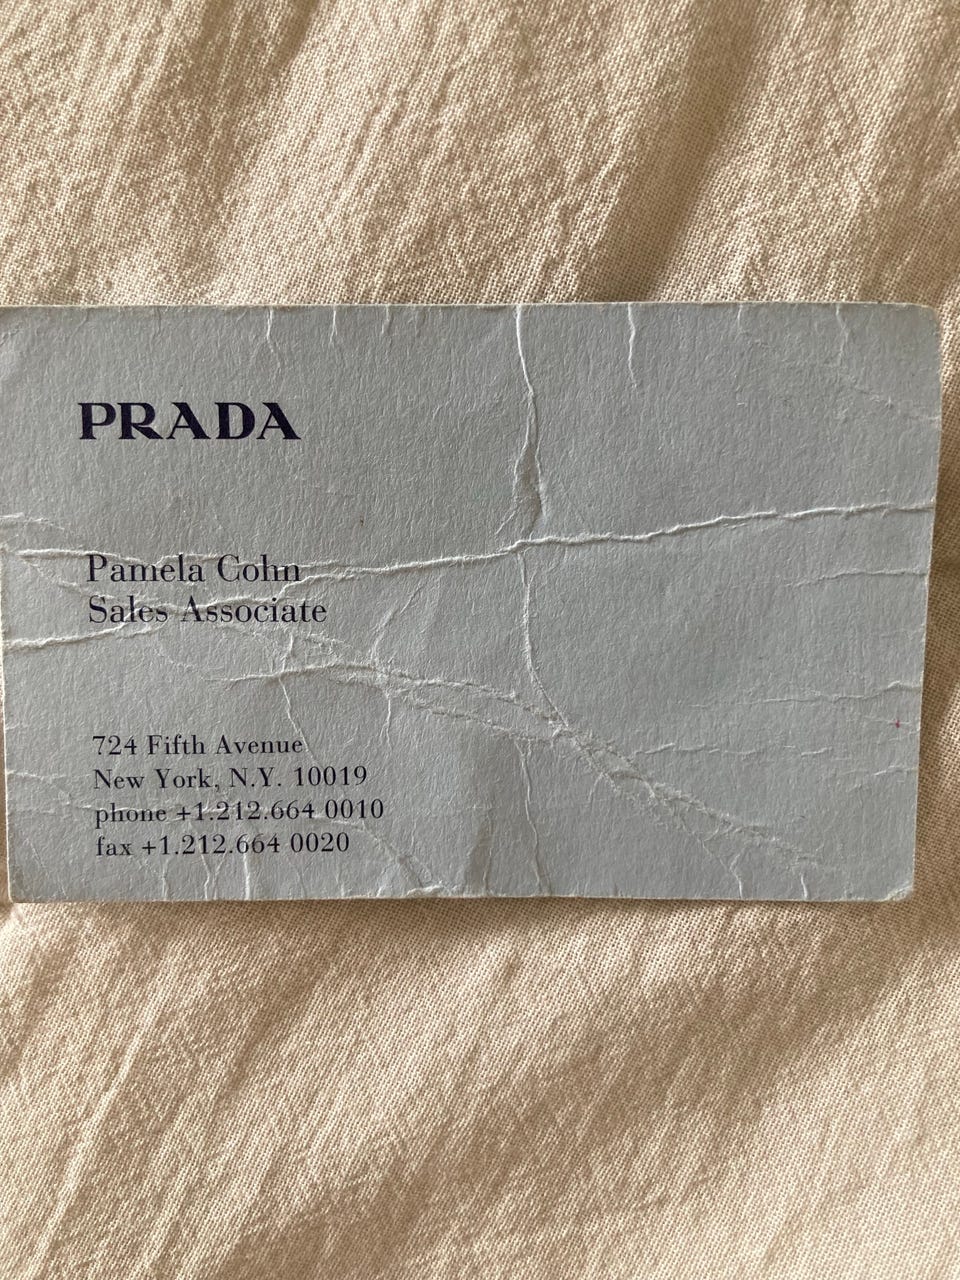 PRADA
Pamela Cohn
Sales Associate
724 Fifth Avenue
New York, N.Y. 10019
phone +1.212.664 0010
fax +1.212.664 0020